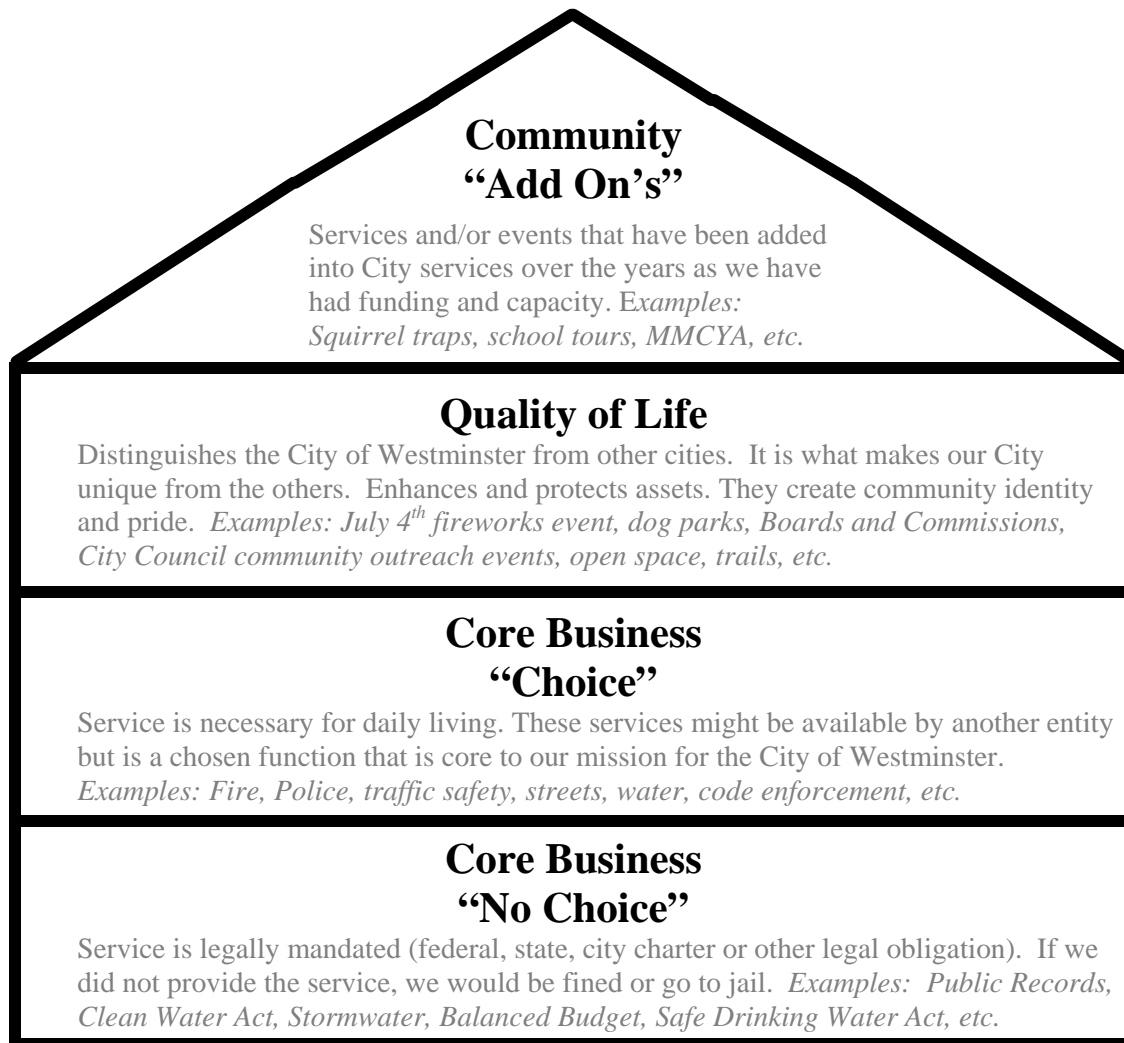 Community
“Add On’s”
Services and/or events that have been added
into City services over the years as we have
had funding and capacity. Examples:
Squirrel traps, school tours, MMCYA, etc.
Quality of Life
Distinguishes the City of Westminster from other cities.  It is what makes our City
unique from the others.  Enhances and protects assets. They create community identity
and pride.  Examples: July 4th fireworks event, dog parks, Boards and Commissions,
City Council community outreach events, open space, trails, etc.
Core Business
“Choice”
Service is necessary for daily living. These services might be available by another entity
but is a chosen function that is core to our mission for the City of Westminster.
Examples: Fire, Police, traffic safety, streets, water, code enforcement, etc.
Core Business
“No Choice”
Service is legally mandated (federal, state, city charter or other legal obligation).  If we
did not provide the service, we would be fined or go to jail.  Examples:  Public Records,
Clean Water Act, Stormwater, Balanced Budget, Safe Drinking Water Act, etc.